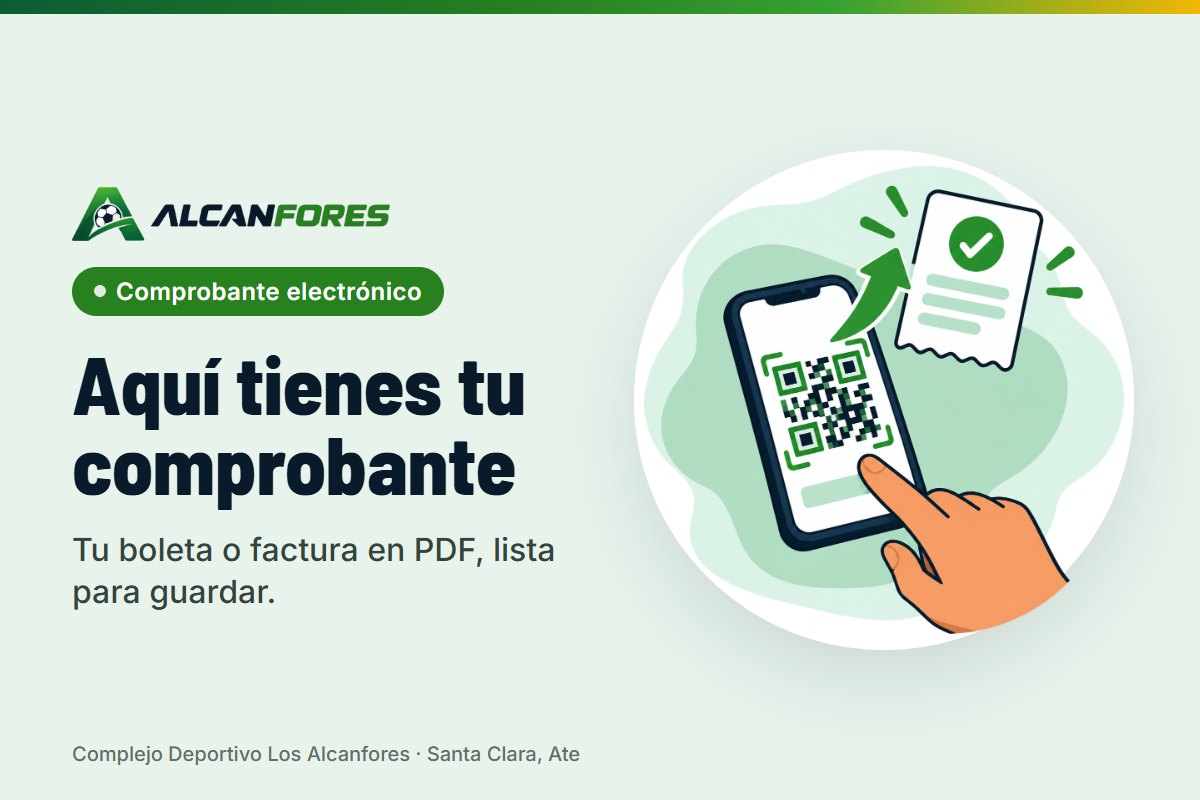 ALCANFORES
Comprobante electrónico
Aquí tienes tu
comprobante
Tu boleta o factura en PDF, lista
para guardar.
Complejo Deportivo Los Alcanfores · Santa Clara, Ate